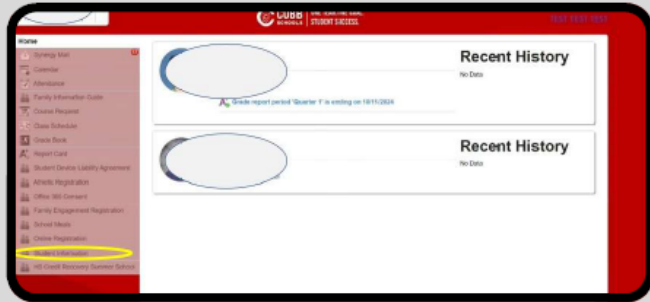 COBB SCHOOLS
ONE TEAM. ONE GOAL.
STUDENT SUCCESS.
Home
Synergy Mail
Calendar
Attendance
Family Information Guide
Course Request
Class Schedule
Grade Book
Report Card
Student Device Liability Agreement
Athletic Registration
Office 365 Consent
Family Engagement Registration
School Meals
Online Registration
Student Information
HS Credit Recovery Summer School
Recent History
No Data
Grade report period 'Quarter 1' is ending on 10/11/2024
Recent History
No Data